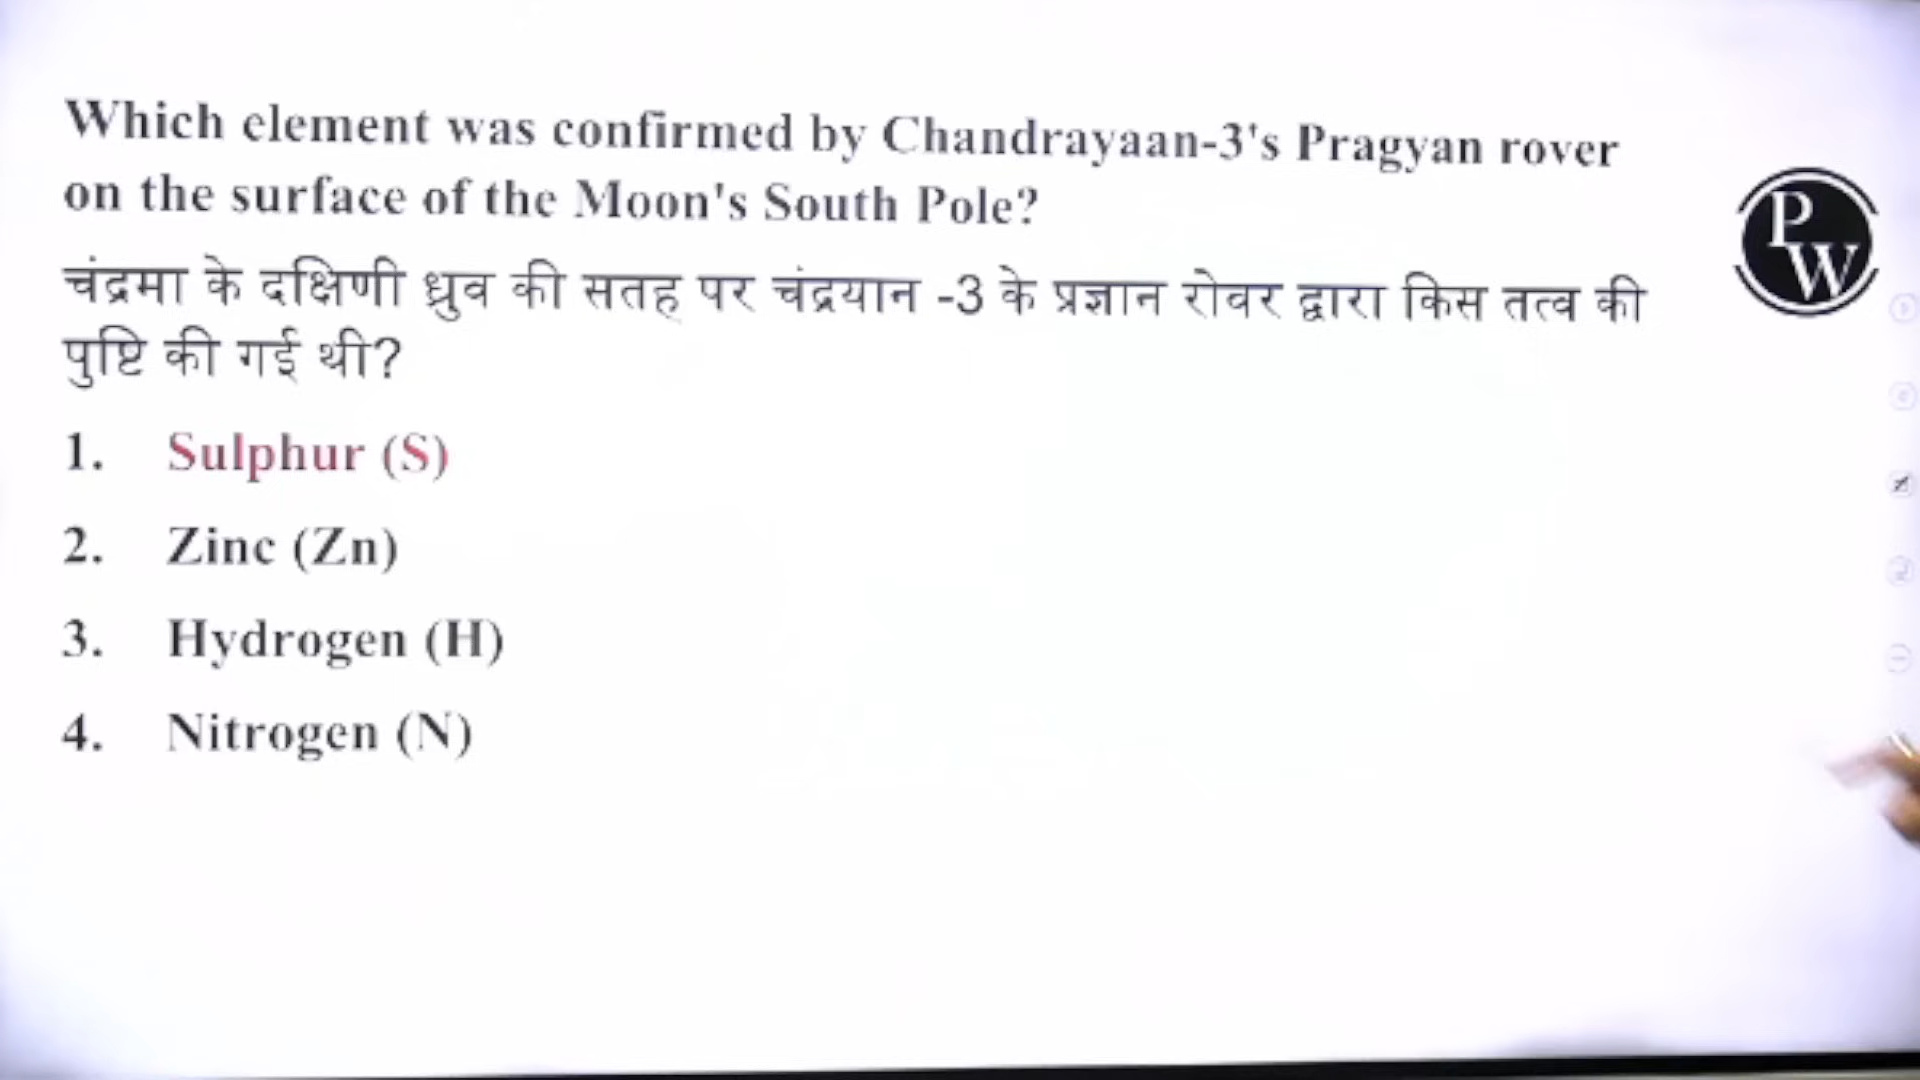 Which element was confirmed by Chandrayaan-3's Pragyan rover
on the surface of the Moon's South Pole?
चंद्रमा के दक्षिणी ध्रुव की सतह पर चंद्रयान -3 के प्रज्ञान रोवर द्वारा किस तत्व की
पुष्टि की गई थी?
1. Sulphur (S)
2. Zinc (Zn)
3. Hydrogen (H)
4. Nitrogen (N)
PW